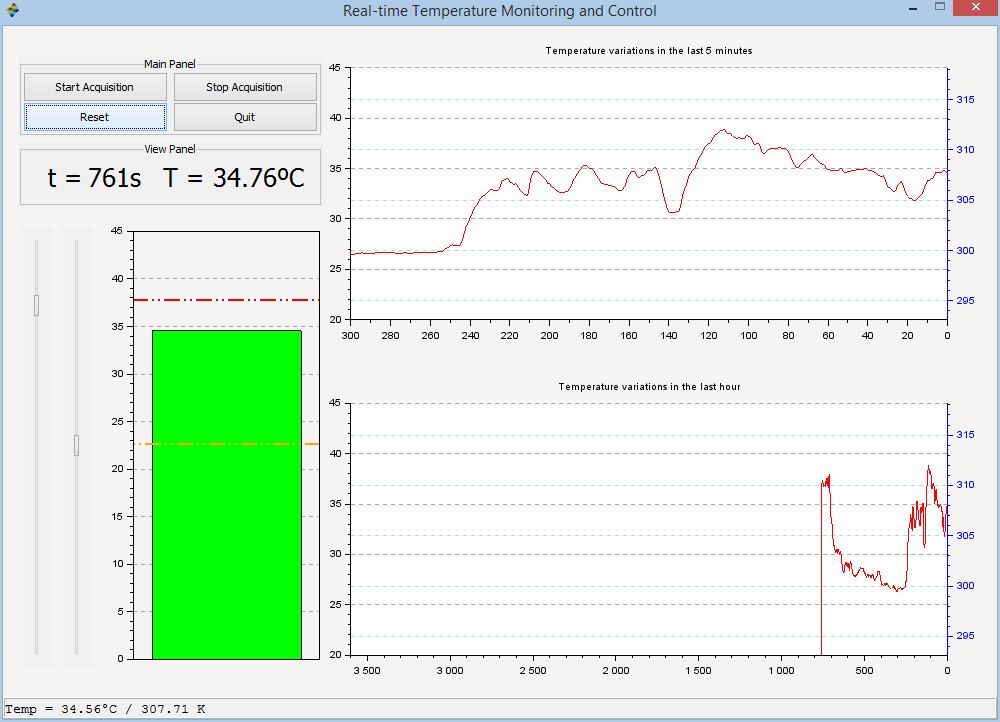 Real-time Temperature Monitoring and Control
Main Panel
Start Acquisition Stop Acquisition
Reset Quit
View Panel
t = 761s T = 34.76ºC
45
40
35
30
25
20
15
10
5
0
Temperature variations in the last 5 minutes
45
40
35
30
25
20
315
310
305
300
295
300 280 260 240 220 200 180 160 140 120 100 80 60 40 20 0
Temperature variations in the last hour
45
40
35
30
25
20
315
310
305
300
295
3 500 3 000 2 500 2 000 1 500 1 000 500 0
Temp = 34.56°C / 307.71 K